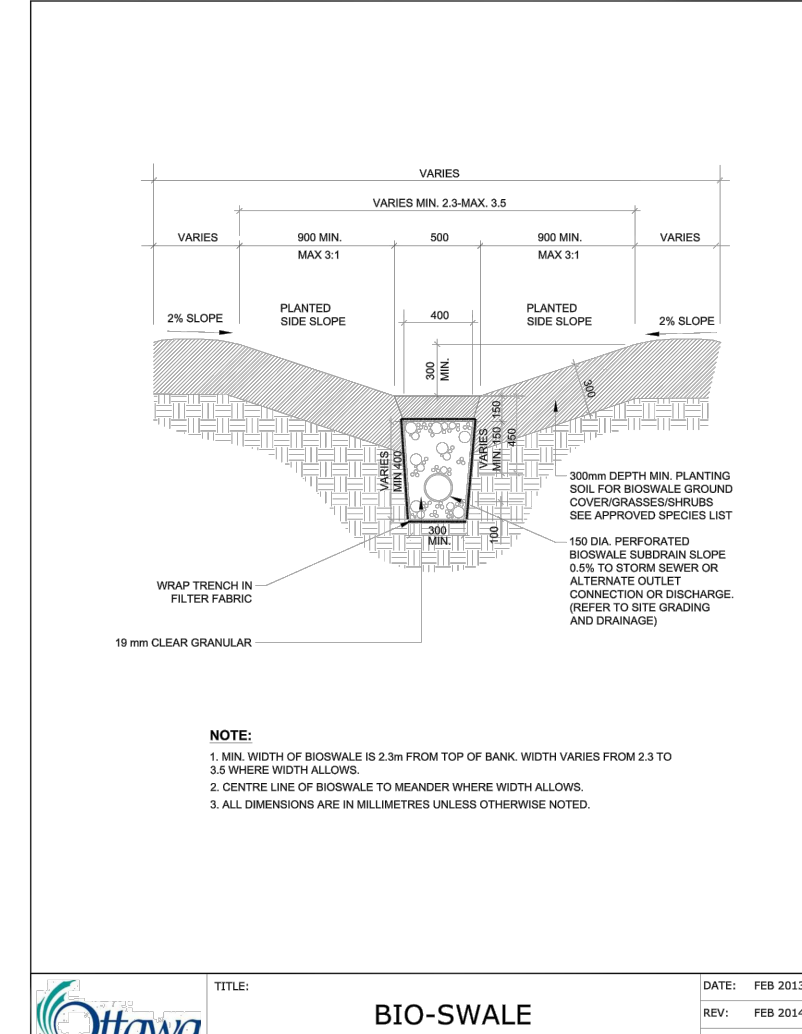 VARIES
VARIES MIN. 2.3-MAX. 3.5
VARIES
900 MIN.
500
900 MIN.
VARIES
MAX 3:1
MAX 3:1
2% SLOPE
PLANTED
SIDE SLOPE
400
PLANTED
SIDE SLOPE
2% SLOPE
300
MIN.
300
150
VARIES
MIN. 150
450
VARIES
MIN 400
300
MIN.
100
300mm DEPTH MIN. PLANTING
SOIL FOR BIOSWALE GROUND
COVER/GRASSES/SHRUBS
SEE APPROVED SPECIES LIST
150 DIA. PERFORATED
BIOSWALE SUBDRAIN SLOPE
0.5% TO STORM SEWER OR
ALTERNATE OUTLET
CONNECTION OR DISCHARGE.
(REFER TO SITE GRADING
AND DRAINAGE)
WRAP TRENCH IN
FILTER FABRIC
19 mm CLEAR GRANULAR
NOTE:
1. MIN. WIDTH OF BIOSWALE IS 2.3m FROM TOP OF BANK. WIDTH VARIES FROM 2.3 TO
3.5 WHERE WIDTH ALLOWS.
2. CENTRE LINE OF BIOSWALE TO MEANDER WHERE WIDTH ALLOWS.
3. ALL DIMENSIONS ARE IN MILLIMETRES UNLESS OTHERWISE NOTED.
Ottawa
TITLE:
BIO-SWALE
DATE: FEB 2013
REV: FEB 2014